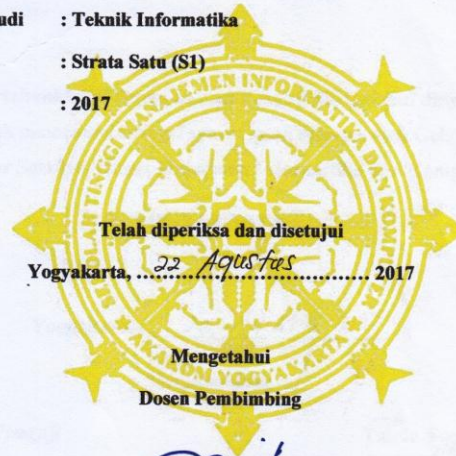 udi : Teknik Informatika
: Strata Satu (S1)
: 2017
SEKOLAH TINGGI MANAJEMEN INFORMATIKA DAN KOMPUTER
Telah diperiksa dan disetujui
Yogyakarta, ...22 Agustus... 2017
★ AKAKOM YOGYAKARTA ★
Mengetahui
Dosen Pembimbing